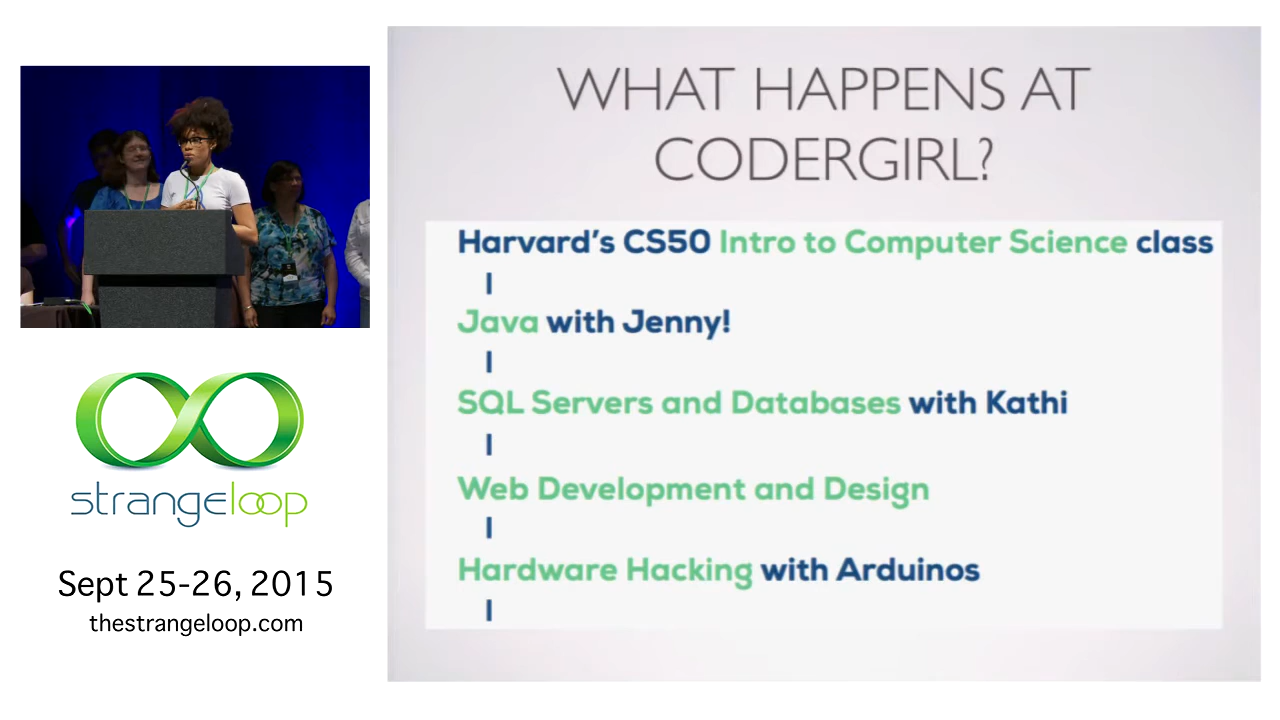 WHAT HAPPENS AT
CODERGIRL?
Harvard's CS50 Intro to Computer Science class
Java with Jenny!
SQL Servers and Databases with Kathi
Web Development and Design
Hardware Hacking with Arduinos
strangeloop
Sept 25-26, 2015
thestrangeloop.com